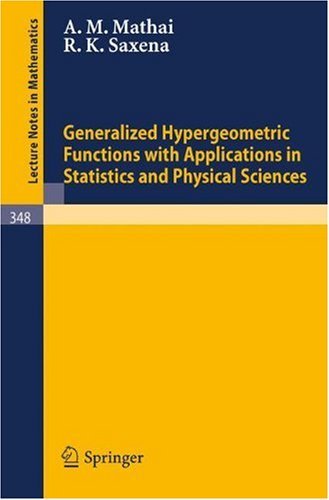 A. M. Mathai
R. K. Saxena
Lecture Notes in Mathematics
Generalized Hypergeometric
Functions with Applications in
Statistics and Physical Sciences
348
Springer